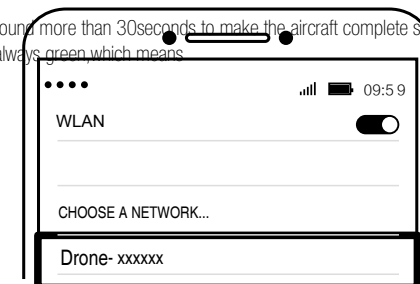 ound more than 30seconds to make the aircraft complete s
always green,which means
09:59
WLAN
CHOOSE A NETWORK...
Drone- xxxxxx